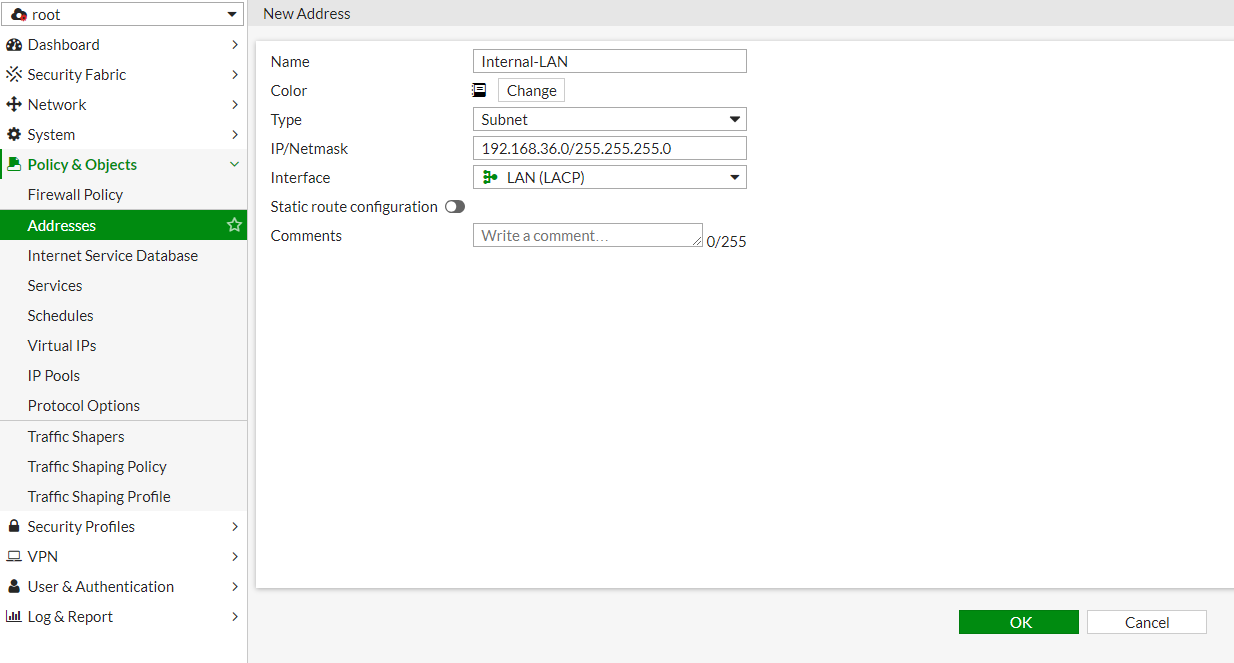 root
Dashboard
Security Fabric
Network
System
Policy & Objects
Firewall Policy
Addresses
Internet Service Database
Services
Schedules
Virtual IPs
IP Pools
Protocol Options
Traffic Shapers
Traffic Shaping Policy
Traffic Shaping Profile
Security Profiles
VPN
User & Authentication
Log & Report
New Address
Name Internal-LAN
Color Change
Type Subnet
IP/Netmask 192.168.36.0/255.255.255.0
Interface LAN (LACP)
Static route configuration
Comments Write a comment... 0/255
OK Cancel